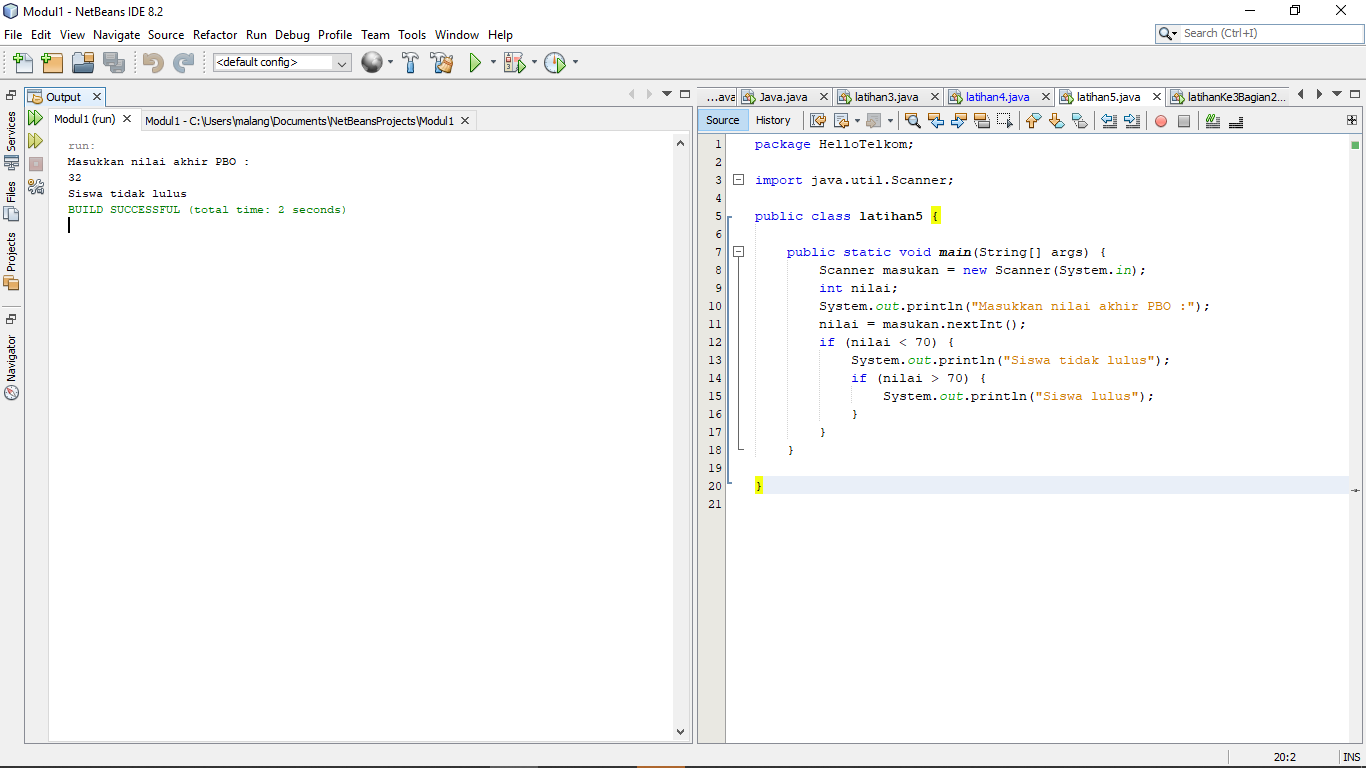 Modul1 - NetBeans IDE 8.2
File Edit View Navigate Source Refactor Run Debug Profile Team Tools Window Help
Search (Ctrl+I)
<default config>
Services
Files
Projects
Navigator
Output
Modul1 (run)
Modul1 - C:\Users\malang\Documents\NetBeansProjects\Modul1
run:
Masukkan nilai akhir PBO :
32
Siswa tidak lulus
BUILD SUCCESSFUL (total time: 2 seconds)
...ava Java.java latihan3.java latihan4.java latihan5.java latihanKe3Bagian2...
Source History
1 package HelloTelkom;
2
3 import java.util.Scanner;
4
5 public class latihan5 {
6
7 public static void main(String[] args) {
8 Scanner masukan = new Scanner(System.in);
9 int nilai;
10 System.out.println("Masukkan nilai akhir PBO :");
11 nilai = masukan.nextInt();
12 if (nilai < 70) {
13 System.out.println("Siswa tidak lulus");
14 if (nilai > 70) {
15 System.out.println("Siswa lulus");
16 }
17 }
18 }
19
20 }
21
20:2 INS